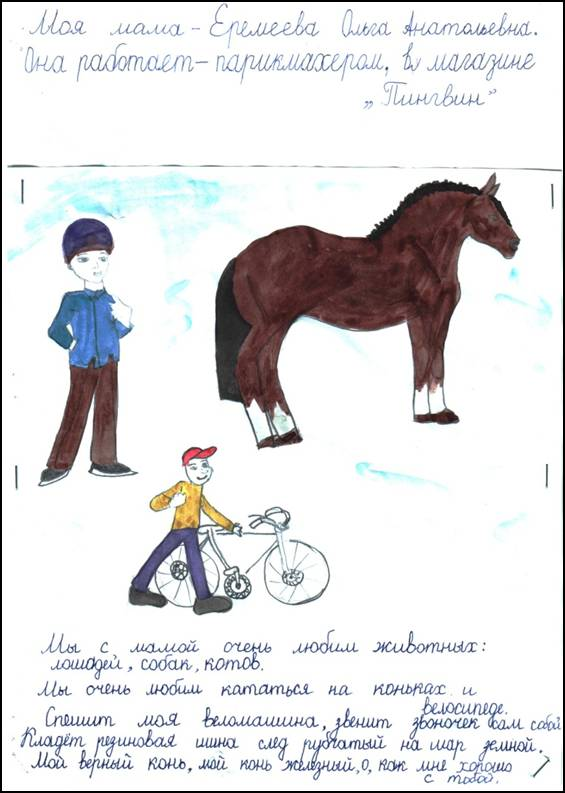 Моя мама - Еремеева Ольга Анатольевна.
Она работает - парикмахером, в магазине
„Пингвин"
Мы с мамой очень любим животных:
лошадей, собак, котов.
Мы очень любим кататься на коньках и
велосипеде.
Спешит моя веломашина, звенит звоночек сам собой
Кладёт резиновая шина след рубчатый на шар земной.
Мой верный конь, мой конь железный, о, как мне хорошо
с тобой.